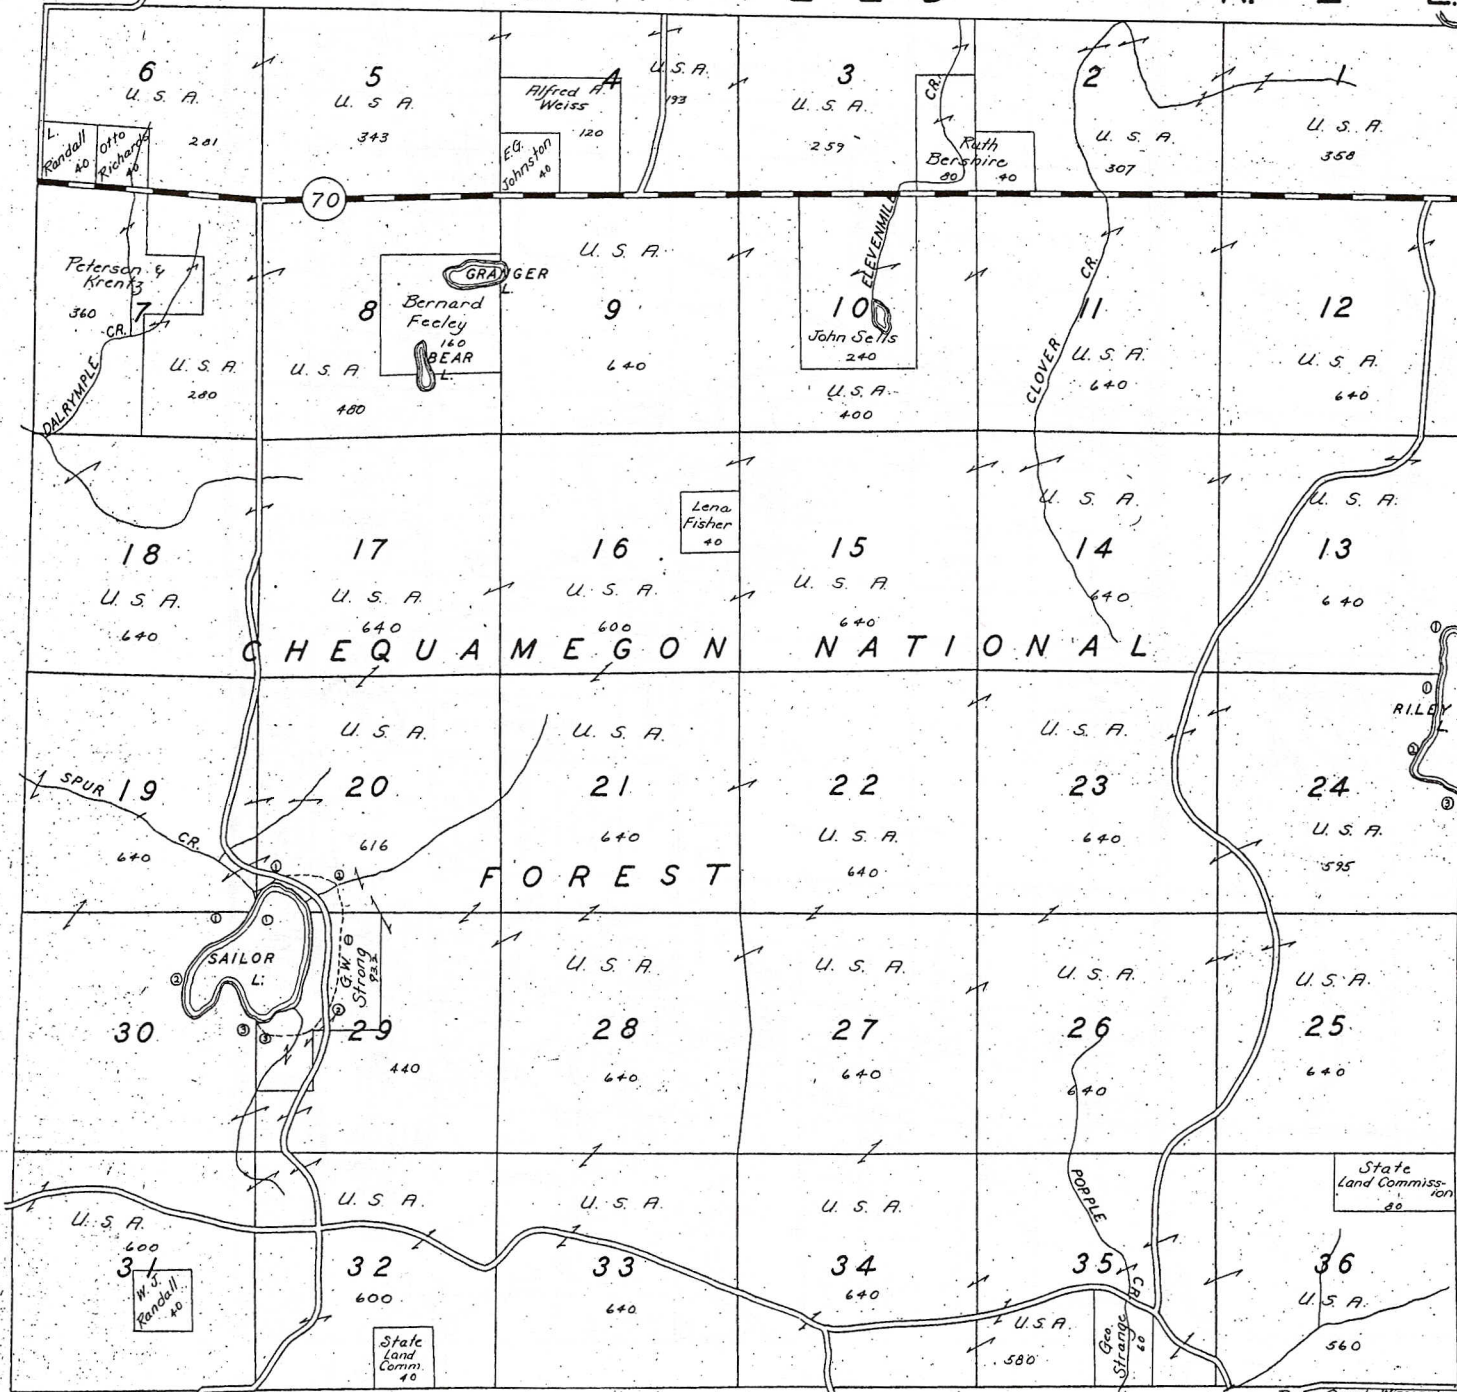 6
U. S. A.
281
L.
Randall
40
Otto
Richards
40
5
U. S. A.
343
4
Alfred A.
Weiss
120
E.G.
Johnston
40
U. S. A.
193
3
U. S. A.
259
CR.
Ruth
Bershire
80
40
2
CR.
U. S. A.
307
1
U. S. A.
358
70
Peterson &
Krentz
360
7
CR.
DALRYMPLE
U. S. A.
280
8
U. S. A.
480
GRANGER
L.
Bernard
Feeley
160
BEAR
L.
U. S. A.
9
640
ELEVENMILE
10
John Sells
240
U. S. A.
400
CR.
CLOVER
11
U. S. A.
640
12
U. S. A.
640
18
U. S. A.
640
17
U. S. A.
640
16
U. S. A.
600
Lena
Fisher
40
15
U. S. A.
640
U. S. A.
14
640
U. S. A.
13
640
CHEQUAMEGON NATIONAL
FOREST
SPUR
CR.
19
640
U. S. A.
20
616
U. S. A.
21
640
22
U. S. A.
640
U. S. A.
23
640
24
U. S. A.
595
RILEY
L.
SAILOR
L.
30
G.W.
Strong
93.3
29
440
U. S. A.
28
640
U. S. A.
27
640
U. S. A.
26
640
U. S. A.
25
640
U. S. A.
600
31
W. J.
Randall
40
U. S. A.
32
600
State
Land
Comm.
40
U. S. A.
33
640
U. S. A.
34
640
POPPLE
CR.
35
U. S. A.
580
Geo.
Strange
60
State
Land Commiss-
ion
80
36
U. S. A.
560